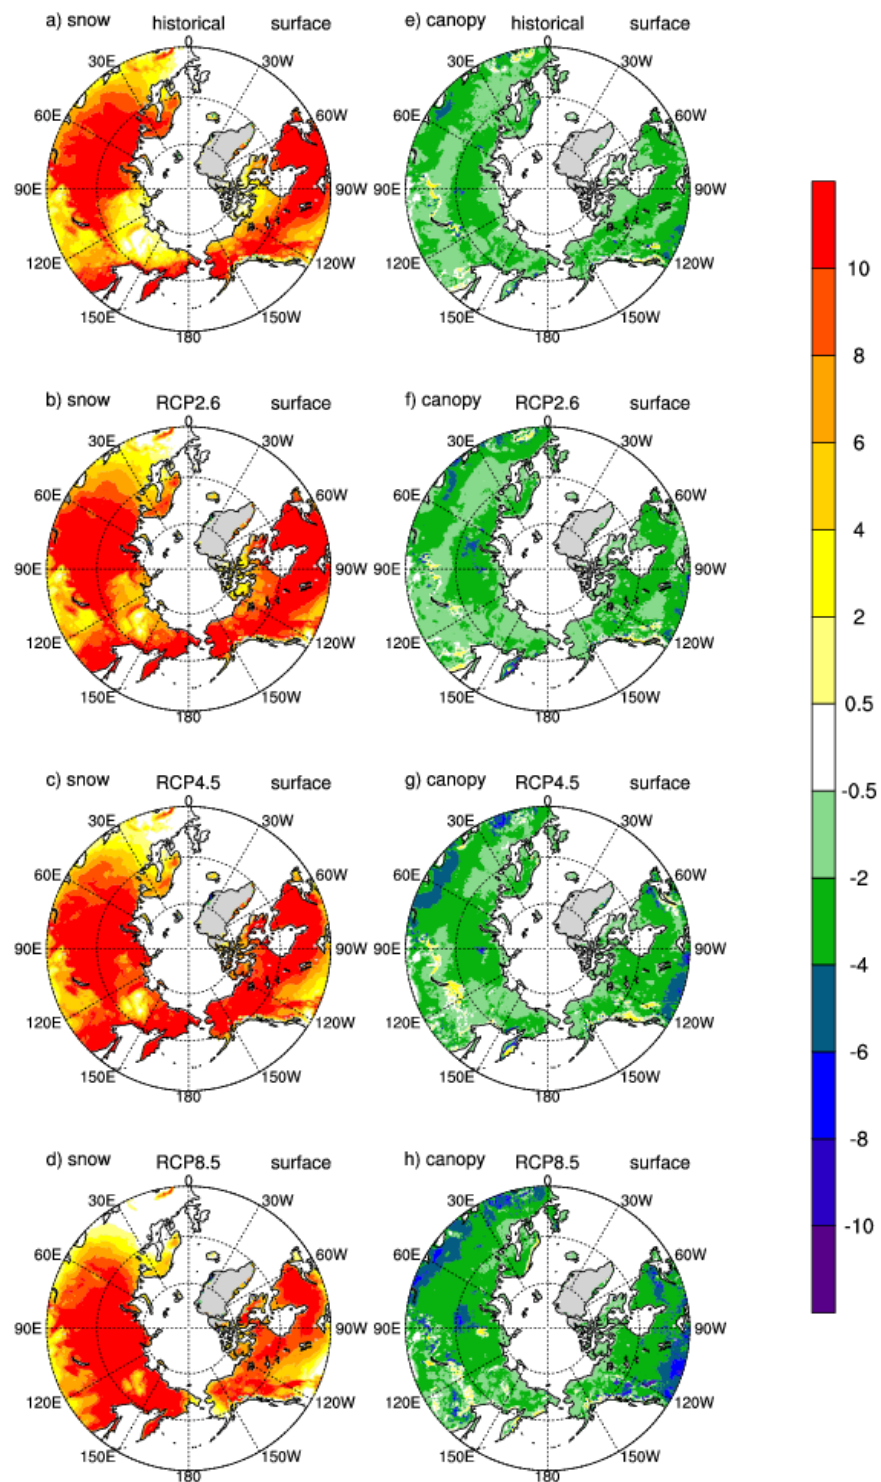 a) snow historical surface
0
30E 30W
60E 60W
90E 90W
120E 120W
150E 150W
180
e) canopy historical surface
0
30E 30W
60E 60W
90E 90W
120E 120W
150E 150W
180
b) snow RCP2.6 surface
0
30E 30W
60E 60W
90E 90W
120E 120W
150E 150W
180
f) canopy RCP2.6 surface
0
30E 30W
60E 60W
90E 90W
120E 120W
150E 150W
180
c) snow RCP4.5 surface
0
30E 30W
60E 60W
90E 90W
120E 120W
150E 150W
180
g) canopy RCP4.5 surface
0
30E 30W
60E 60W
90E 90W
120E 120W
150E 150W
180
d) snow RCP8.5 surface
0
30E 30W
60E 60W
90E 90W
120E 120W
150E 150W
180
h) canopy RCP8.5 surface
0
30E 30W
60E 60W
90E 90W
120E 120W
150E 150W
180
10
8
6
4
2
0.5
-0.5
-2
-4
-6
-8
-10